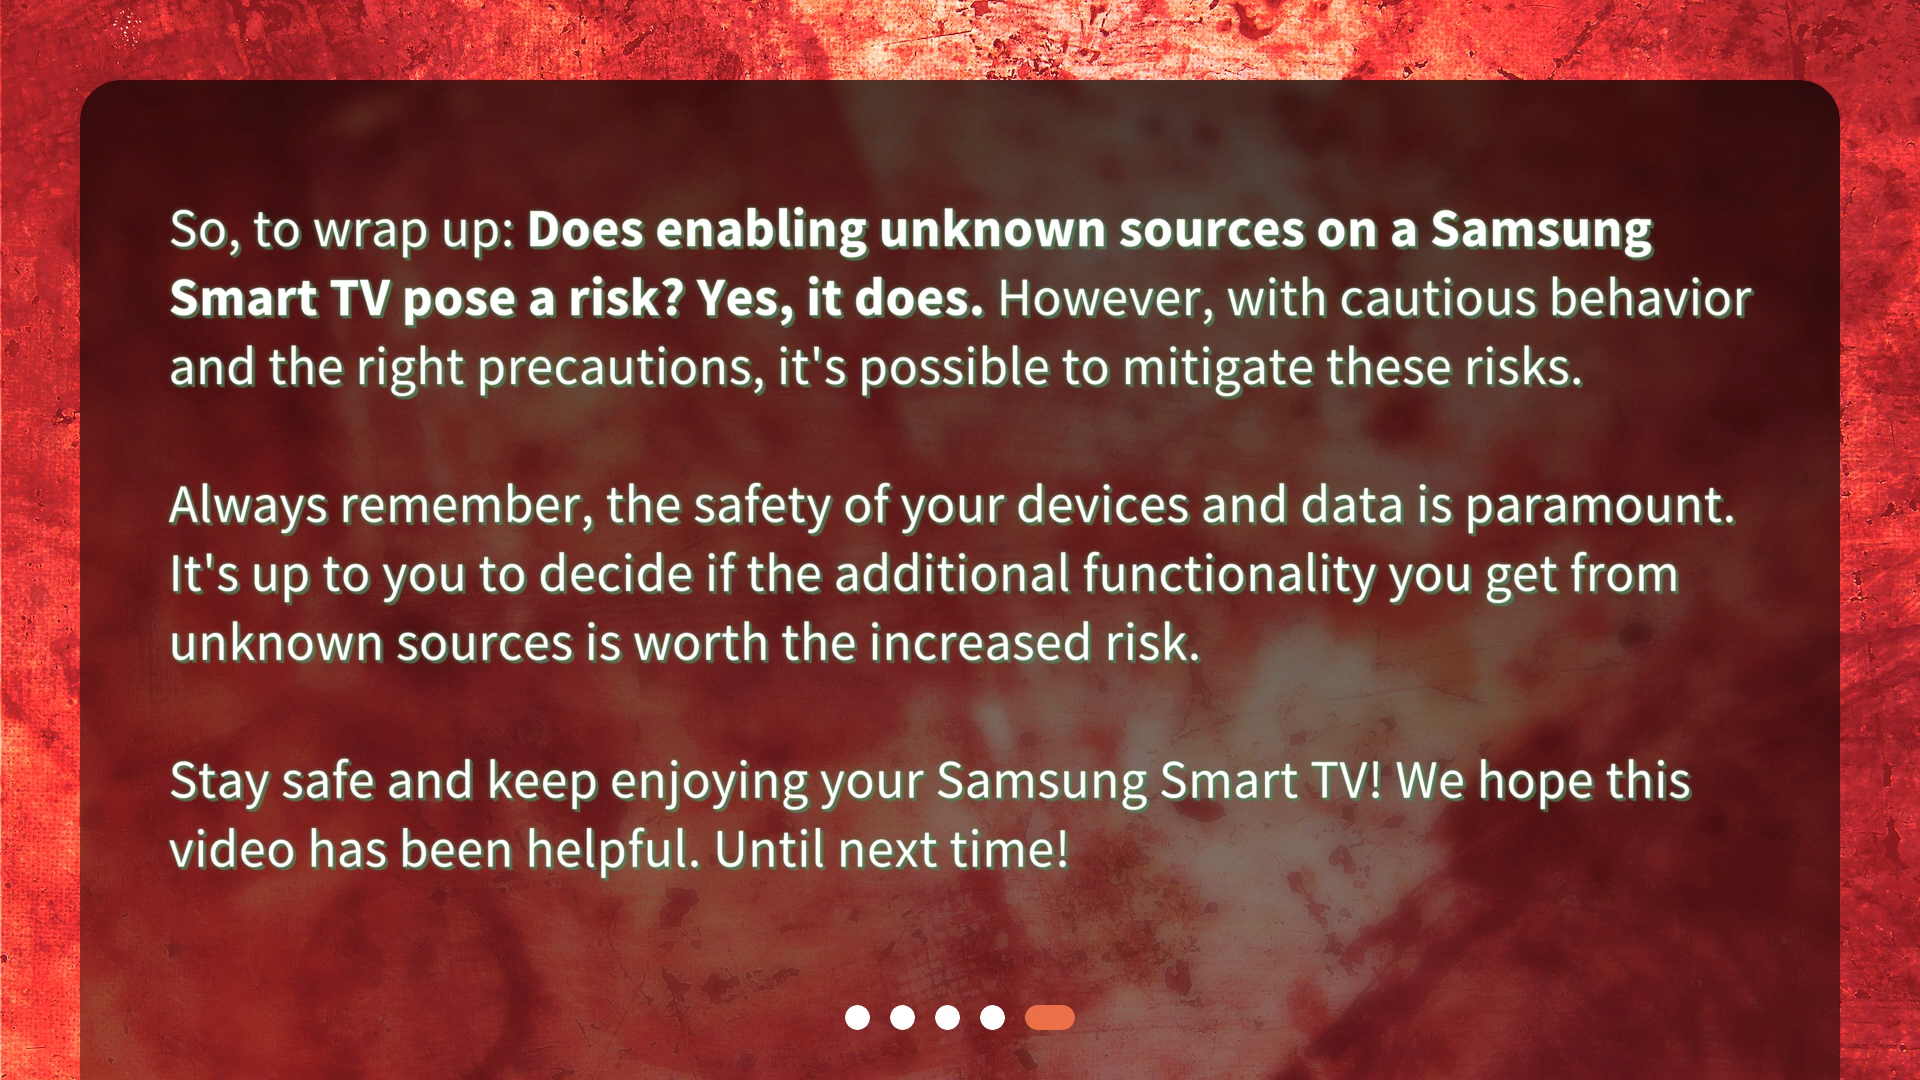 So, to wrap up: Does enabling unknown sources on a Samsung
Smart TV pose a risk? Yes, it does. However, with cautious behavior
and the right precautions, it's possible to mitigate these risks.
Always remember, the safety of your devices and data is paramount.
It's up to you to decide if the additional functionality you get from
unknown sources is worth the increased risk.
Stay safe and keep enjoying your Samsung Smart TV! We hope this
video has been helpful. Until next time!